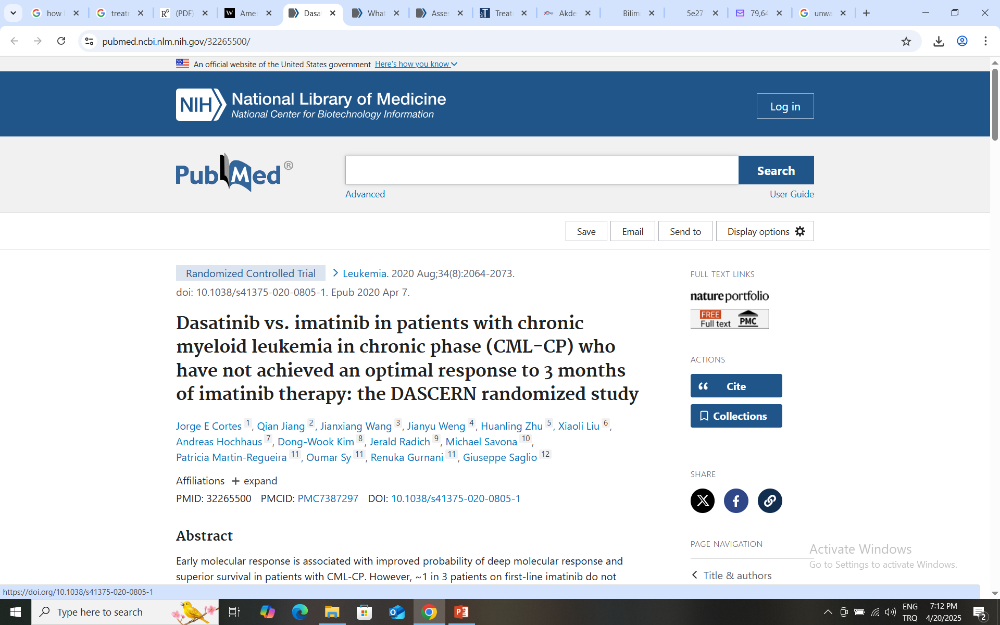 how
treatr
(PDF)
Amer
Dasat
What
Asses
Treat
Akde
Bilim
5e27
79,64
unwa
pubmed.ncbi.nlm.nih.gov/32265500/
An official website of the United States government Here's how you know
NIH National Library of Medicine
National Center for Biotechnology Information
Log in
PubMed®
Search
Advanced
User Guide
Save
Email
Send to
Display options
Randomized Controlled Trial > Leukemia. 2020 Aug;34(8):2064-2073.
doi: 10.1038/s41375-020-0805-1. Epub 2020 Apr 7.
Dasatinib vs. imatinib in patients with chronic
myeloid leukemia in chronic phase (CML-CP) who
have not achieved an optimal response to 3 months
of imatinib therapy: the DASCERN randomized study
Jorge E Cortes 1, Qian Jiang 2, Jianxiang Wang 3, Jianyu Weng 4, Huanling Zhu 5, Xiaoli Liu 6,
Andreas Hochhaus 7, Dong-Wook Kim 8, Jerald Radich 9, Michael Savona 10,
Patricia Martin-Regueira 11, Oumar Sy 11, Renuka Gurnani 11, Giuseppe Saglio 12
Affiliations + expand
PMID: 32265500 PMCID: PMC7387297 DOI: 10.1038/s41375-020-0805-1
Abstract
Early molecular response is associated with improved probability of deep molecular response and
superior survival in patients with CML-CP. However, ~1 in 3 patients on first-line imatinib do not
FULL TEXT LINKS
nature portfolio
FREE
Full text PMC
ACTIONS
Cite
Collections
SHARE
PAGE NAVIGATION
Title & authors
Activate Windows
Go to Settings to activate Windows.
https://doi.org/10.1038/s41375-020-0805-1
Type here to search
ENG
TRQ
7:12 PM
4/20/2025
2